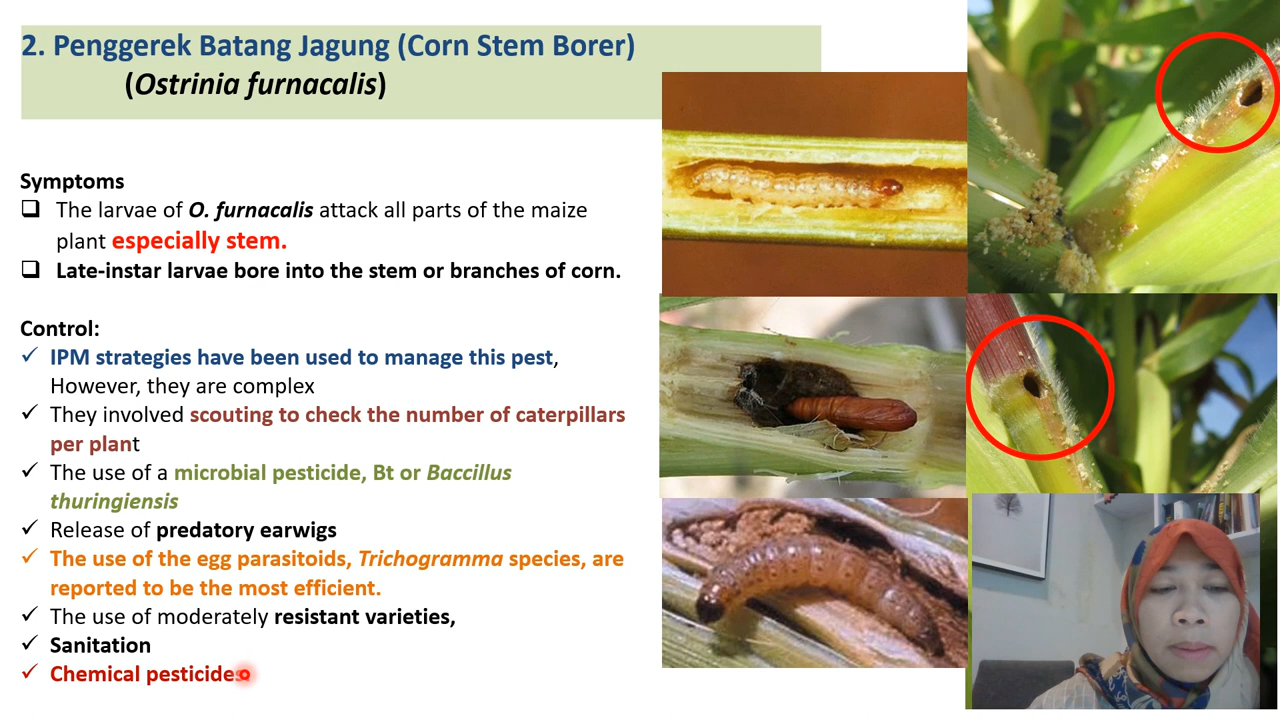 2. Penggerek Batang Jagung (Corn Stem Borer)
(Ostrinia furnacalis)
Symptoms
The larvae of O. furnacalis attack all parts of the maize
plant especially stem.
Late-instar larvae bore into the stem or branches of corn.
Control:
IPM strategies have been used to manage this pest,
However, they are complex
They involved scouting to check the number of caterpillars
per plant
The use of a microbial pesticide, Bt or Baccillus
thuringiensis
Release of predatory earwigs
The use of the egg parasitoids, Trichogramma species, are
reported to be the most efficient.
The use of moderately resistant varieties,
Sanitation
Chemical pesticides